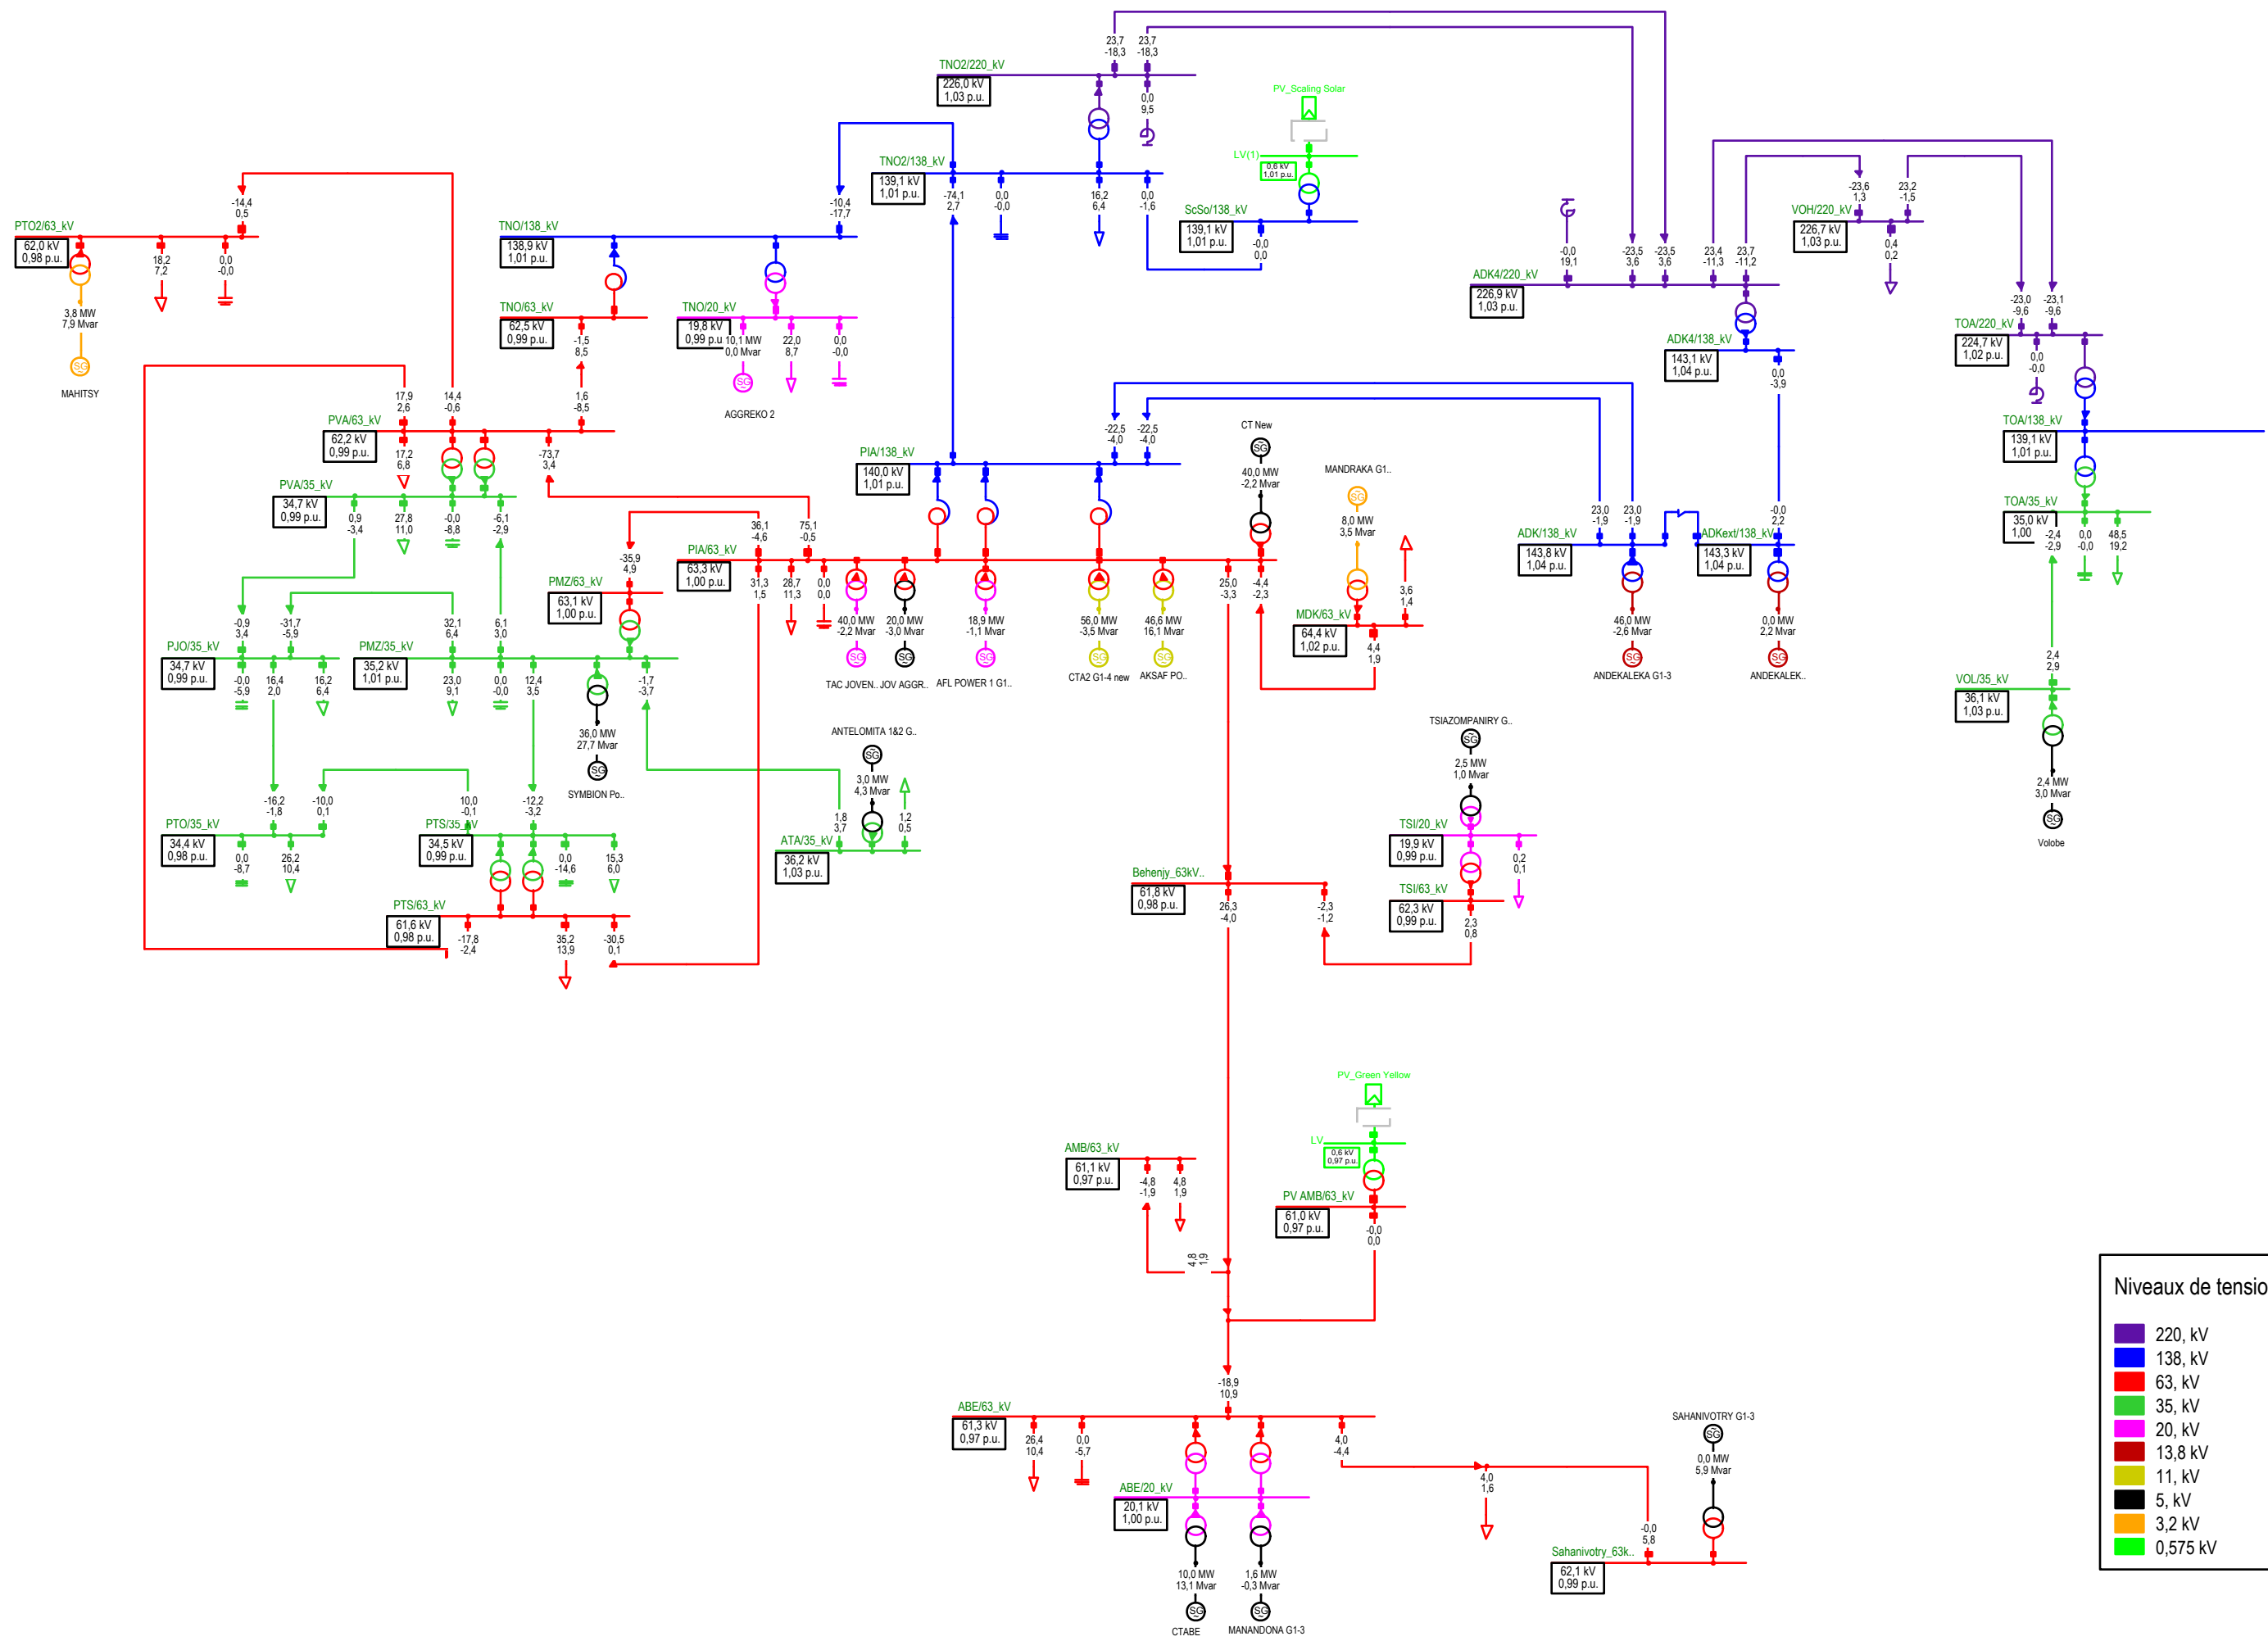 23,7
-18,3
23,7
-18,3
TNO2/220_kV
226,0 kV
1,03 p.u.
0,0
9,5
PV_Scaling Solar
LV(1)
0,6 kV
1,01 p.u.
TNO2/138_kV
139,1 kV
1,01 p.u.
-74,1
2,7
0,0
-0,0
16,2
6,4
0,0
-1,6
ScSo/138_kV
139,1 kV
1,01 p.u.
-0,0
0,0
-14,4
0,5
PTO2/63_kV
62,0 kV
0,98 p.u.
18,2
7,2
0,0
-0,0
3,8 MW
7,9 Mvar
SG
MAHITSY
-10,4
-17,7
TNO/138_kV
138,9 kV
1,01 p.u.
TNO/63_kV
62,5 kV
0,99 p.u.
-1,5
8,5
TNO/20_kV
19,8 kV
0,99 p.u.
10,1 MW
0,0 Mvar
22,0
8,7
0,0
-0,0
SG
AGGREKO 2
-0,0
19,1
-23,5
3,6
-23,5
3,6
23,4
-11,3
23,7
-11,2
ADK4/220_kV
226,9 kV
1,03 p.u.
-23,6
1,3
23,2
-1,5
VOH/220_kV
226,7 kV
1,03 p.u.
0,4
0,2
ADK4/138_kV
143,1 kV
1,04 p.u.
0,0
-3,9
-23,0
-9,6
-23,1
-9,6
TOA/220_kV
224,7 kV
1,02 p.u.
0,0
-0,0
TOA/138_kV
139,1 kV
1,01 p.u.
TOA/35_kV
35,0 kV
1,00
-2,4
-2,9
0,0
-0,0
48,5
19,2
17,9
2,6
14,4
-0,6
1,6
-8,5
PVA/63_kV
62,2 kV
0,99 p.u.
17,2
6,8
-73,7
3,4
PVA/35_kV
34,7 kV
0,99 p.u.
0,9
-3,4
27,8
11,0
-0,0
-8,8
-6,1
-2,9
-22,5
-4,0
-22,5
-4,0
PIA/138_kV
140,0 kV
1,01 p.u.
CT New
SG
40,0 MW
-2,2 Mvar
MANDRAKA G1..
SG
8,0 MW
3,5 Mvar
36,1
-4,6
75,1
-0,5
PIA/63_kV
63,3 kV
1,00 p.u.
31,3
1,5
28,7
11,3
0,0
0,0
40,0 MW
-2,2 Mvar
20,0 MW
-3,0 Mvar
18,9 MW
-1,1 Mvar
56,0 MW
-3,5 Mvar
46,6 MW
16,1 Mvar
25,0
-3,3
-4,4
-2,3
SG
SG
SG
SG
SG
TAC JOVEN..
JOV AGGR..
AFL POWER 1 G1..
CTA2 G1-4 new
AKSAF PO..
3,6
1,4
MDK/63_kV
64,4 kV
1,02 p.u.
4,4
1,9
23,0
-1,9
23,0
-1,9
-0,0
2,2
ADK/138_kV
143,8 kV
1,04 p.u.
ADKext/138_kV
143,3 kV
1,04 p.u.
46,0 MW
-2,6 Mvar
0,0 MW
2,2 Mvar
SG
SG
ANDEKALEKA G1-3
ANDEKALEK..
-35,9
4,9
PMZ/63_kV
63,1 kV
1,00 p.u.
-0,9
3,4
-31,7
-5,9
32,1
6,4
6,1
3,0
PJO/35_kV
34,7 kV
0,99 p.u.
-0,0
-5,9
16,4
2,0
16,2
6,4
PMZ/35_kV
35,2 kV
1,01 p.u.
23,0
9,1
0,0
-0,0
12,4
3,5
-1,7
-3,7
36,0 MW
27,7 Mvar
SG
SYMBION Po..
2,4
2,9
VOL/35_kV
36,1 kV
1,03 p.u.
2,4 MW
3,0 Mvar
SG
Volobe
ANTELOMITA 1&2 G..
SG
3,0 MW
4,3 Mvar
1,8
3,7
1,2
0,5
ATA/35_kV
36,2 kV
1,03 p.u.
TSIAZOMPANIRY G..
SG
2,5 MW
1,0 Mvar
TSI/20_kV
19,9 kV
0,99 p.u.
0,2
0,1
TSI/63_kV
62,3 kV
0,99 p.u.
2,3
0,8
-16,2
-1,8
-10,0
0,1
PTO/35_kV
34,4 kV
0,98 p.u.
0,0
-8,7
26,2
10,4
10,0
-0,1
-12,2
-3,2
PTS/35_kV
34,5 kV
0,99 p.u.
0,0
-14,6
15,3
6,0
PTS/63_kV
61,6 kV
0,98 p.u.
-17,8
-2,4
35,2
13,9
-30,5
0,1
Behenjy_63kV..
61,8 kV
0,98 p.u.
26,3
-4,0
-2,3
-1,2
PV_Green Yellow
LV
0,6 kV
0,97 p.u.
AMB/63_kV
61,1 kV
0,97 p.u.
-4,8
-1,9
4,8
1,9
PV AMB/63_kV
61,0 kV
0,97 p.u.
-0,0
0,0
4,8
1,9
-18,9
10,9
ABE/63_kV
61,3 kV
0,97 p.u.
26,4
10,4
0,0
-5,7
4,0
-4,4
ABE/20_kV
20,1 kV
1,00 p.u.
10,0 MW
13,1 Mvar
1,6 MW
-0,3 Mvar
SG
SG
CTABE
MANANDONA G1-3
4,0
1,6
SAHANIVOTRY G1-3
SG
0,0 MW
5,9 Mvar
-0,0
5,8
Sahanivotry_63k..
62,1 kV
0,99 p.u.
Niveaux de tensio
220, kV
138, kV
63, kV
35, kV
20, kV
13,8 kV
11, kV
5, kV
3,2 kV
0,575 kV